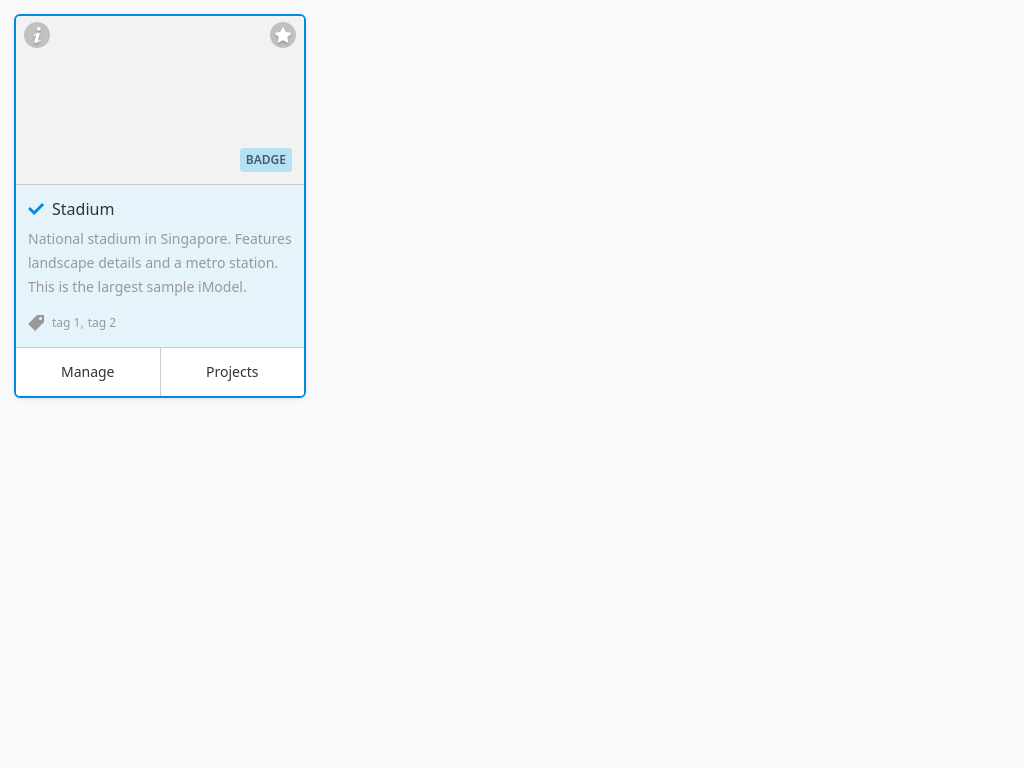 BADGE
Stadium
National stadium in Singapore. Features
landscape details and a metro station.
This is the largest sample iModel.
tag 1, tag 2
Manage
Projects